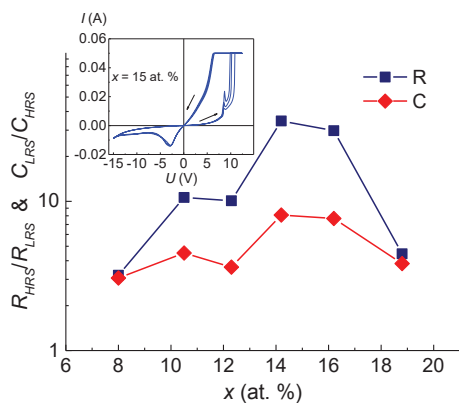 I (A)
0.06
0.04
0.02
0.00
-0.02
x = 15 at. %
-15 -10 -5 0 5 10
U (V)
R
C
R_HRS/R_LRS & C_LRS/C_HRS
10
1
6 8 10 12 14 16 18 20
x (at. %)